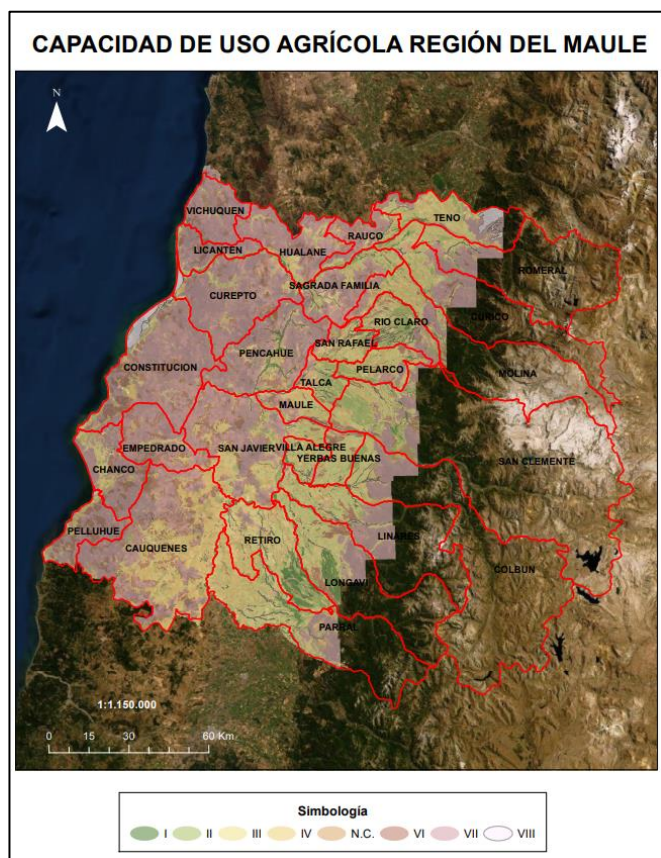 CAPACIDAD DE USO AGRÍCOLA REGIÓN DEL MAULE
N
VICHUQUEN
TENO
RAUCO
LICANTEN
HUALANE
ROMERAL
SAGRADA FAMILIA
CUREPTO
RIO CLARO
CURICO
SAN RAFAEL
PENCAHUE
CONSTITUCION
PELARCO
MOLINA
TALCA
MAULE
EMPEDRADO
SAN JAVIER
VILLA ALEGRE
YERBAS BUENAS
SAN CLEMENTE
CHANCO
PELLUHUE
CAUQUENES
RETIRO
LINARES
COLBUN
LONGAVI
PARRAL
1:1.150.000
0 15 30 60 Km
Simbología
I II III IV N.C. VI VII VIII